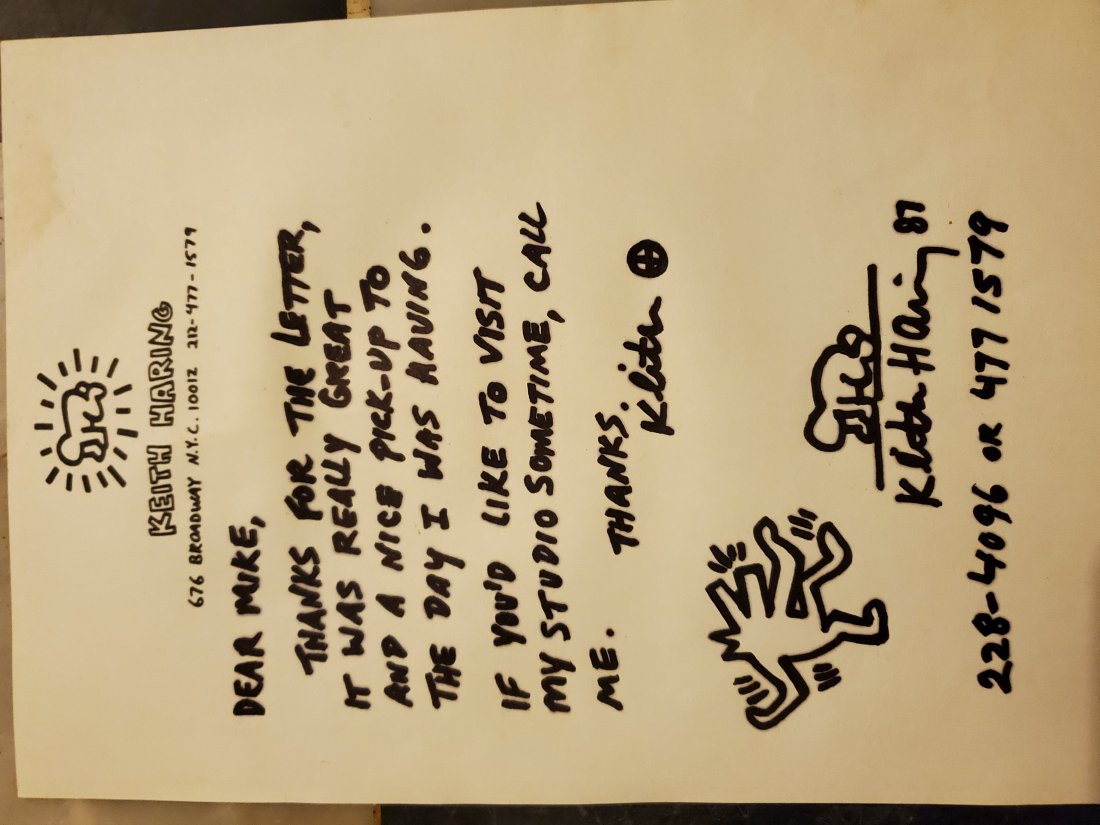 KEITH HARING
676 BROADWAY N.Y.C. 10012 212-477-1579
DEAR MIKE,
THANKS FOR THE LETTER,
IT WAS REALLY GREAT
AND A NICE PICK-UP TO
THE DAY I WAS HAVING.
IF YOU'D LIKE TO VISIT
MY STUDIO SOMETIME, CALL
ME.
THANKS.
Keith
Keith Haring 87
228-4096 OR 477 1579